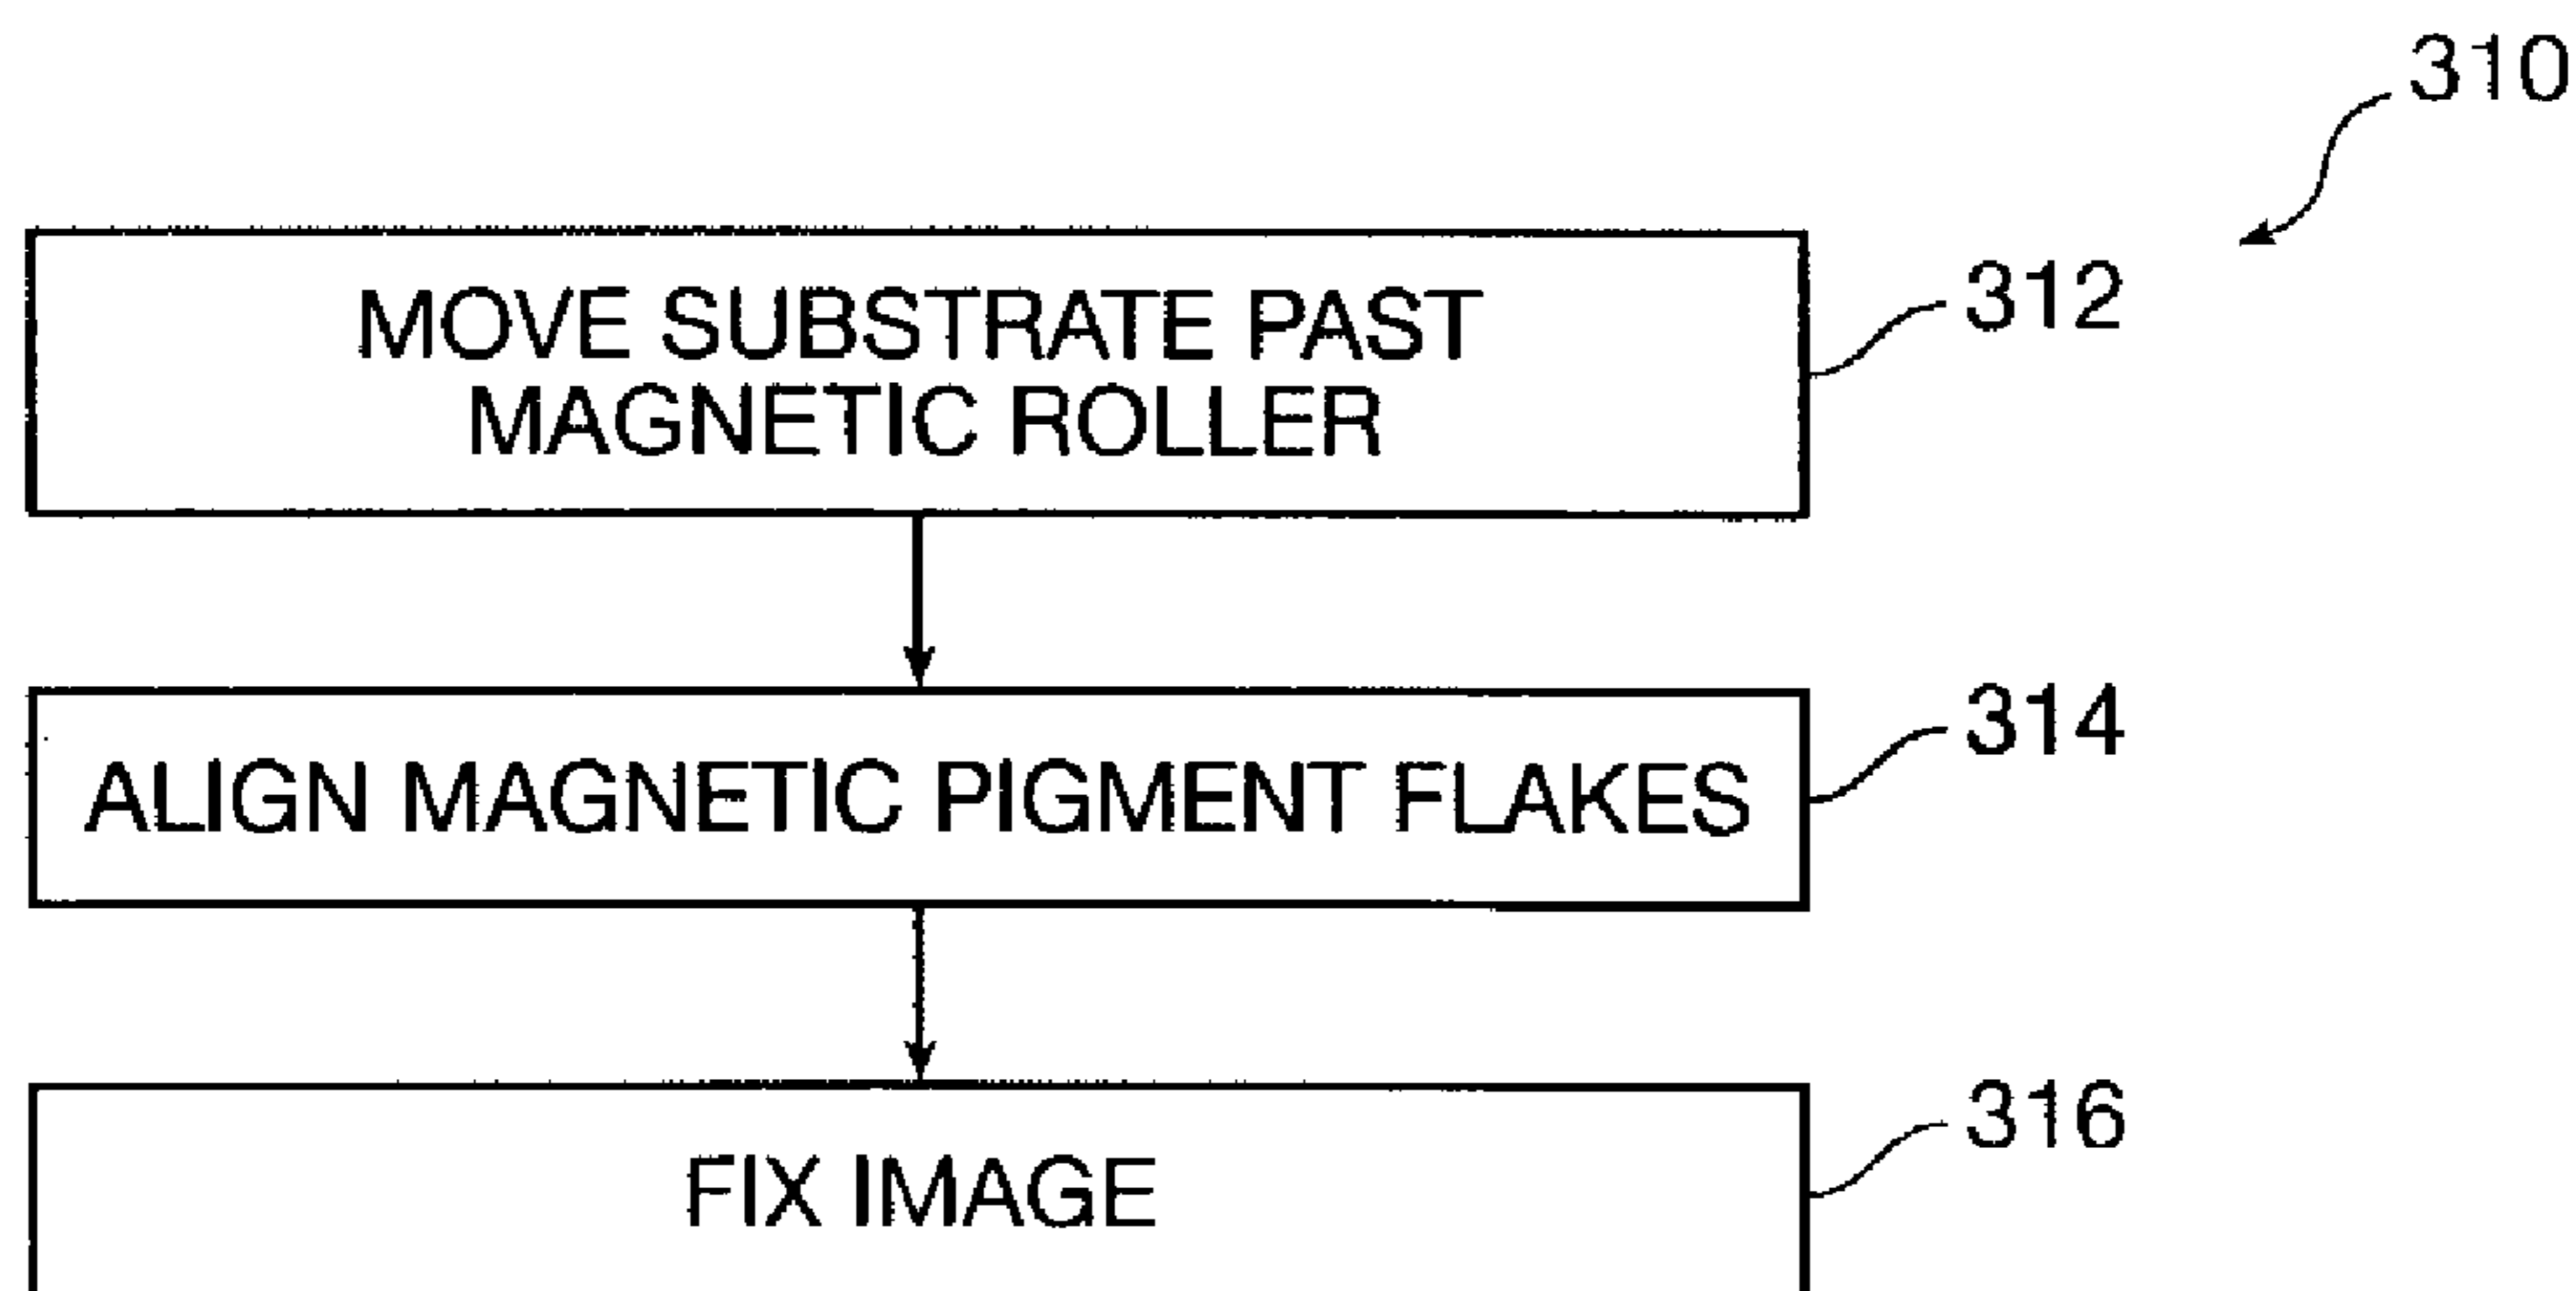 310
MOVE SUBSTRATE PAST
MAGNETIC ROLLER
312
ALIGN MAGNETIC PIGMENT FLAKES
314
FIX IMAGE
316